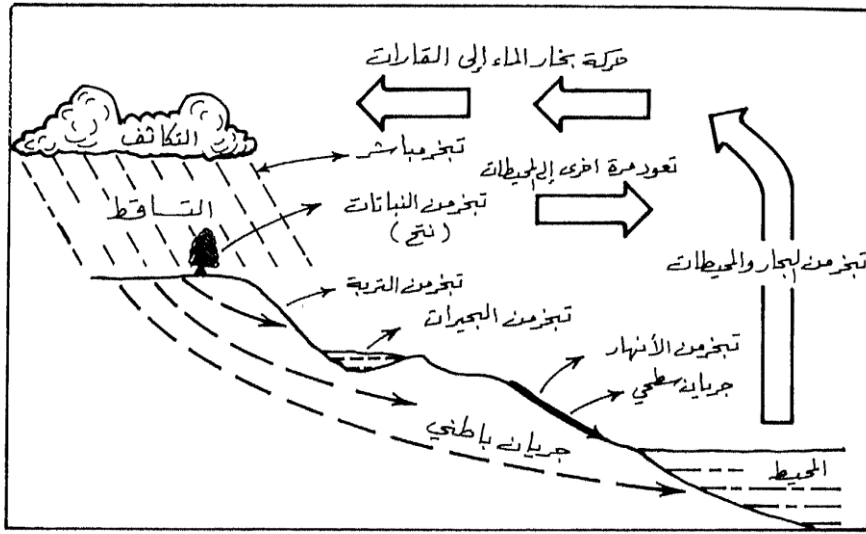 حركة بخار الماء إلى القارات
التكاثف
تبخر مباشر
تعود مرة اخرى إلى المحيطات
التساقط
تبخر من النباتات
(نتح)
تبخر من البحار والمحيطات
تبخر من التربة
تبخر من البحيرات
تبخر من الأنهار
جريان سطحي
جريان باطني
المحيط